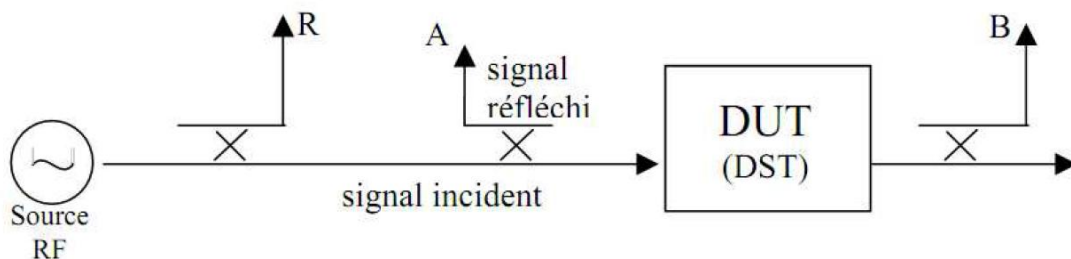 R
A
B
signal
réfléchi
DUT
(DST)
signal incident
Source
RF